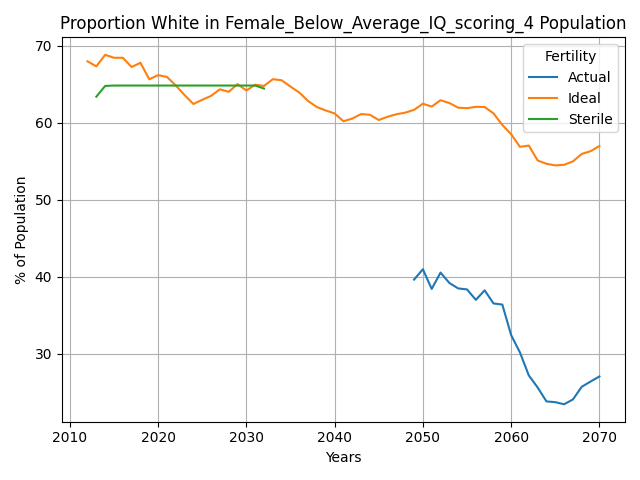 Proportion White in Female_Below_Average_IQ_scoring_4 Population
Fertility
Actual
Ideal
Sterile
% of Population
70
60
50
40
30
2010 2020 2030 2040 2050 2060 2070
Years